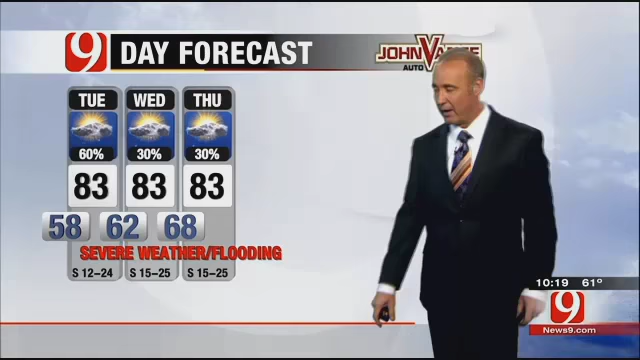 9 DAY FORECAST
JOHN
AUTO
TUE WED THU
60% 30% 30%
83 83 83
58 62 68
SEVERE WEATHER/FLOODING
S 12-24 S 15-25 S 15-25
10:19 61°
9
News9.com